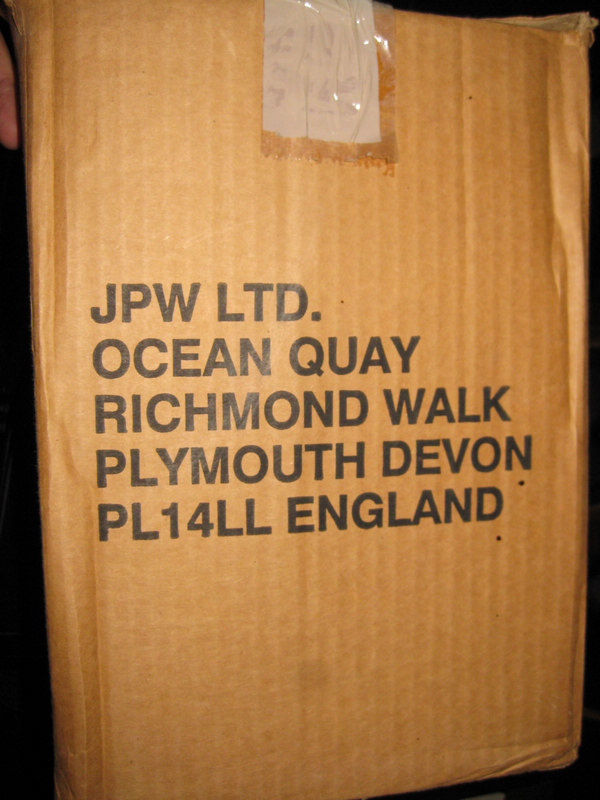 JPW LTD.
OCEAN QUAY
RICHMOND WALK
PLYMOUTH DEVON
PL14LL ENGLAND